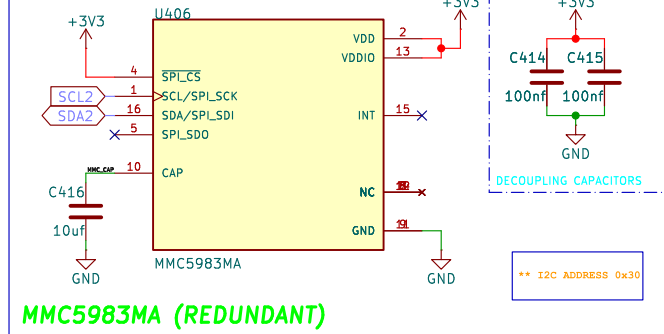 +3V3
U406
+3V3
+3V3
2
VDD
13
VDDIO
4
SPI_CS
1
SCL/SPI_SCK
16
SDA/SPI_SDI
5
SPI_SDO
10
CAP
SCL2
SDA2
MMC_CAP
INT
15
NC
GND
C414
100nf
C415
100nf
GND
DECOUPLING CAPACITORS
C416
10uf
GND
GND
MMC5983MA
** I2C ADDRESS 0x30
MMC5983MA (REDUNDANT)